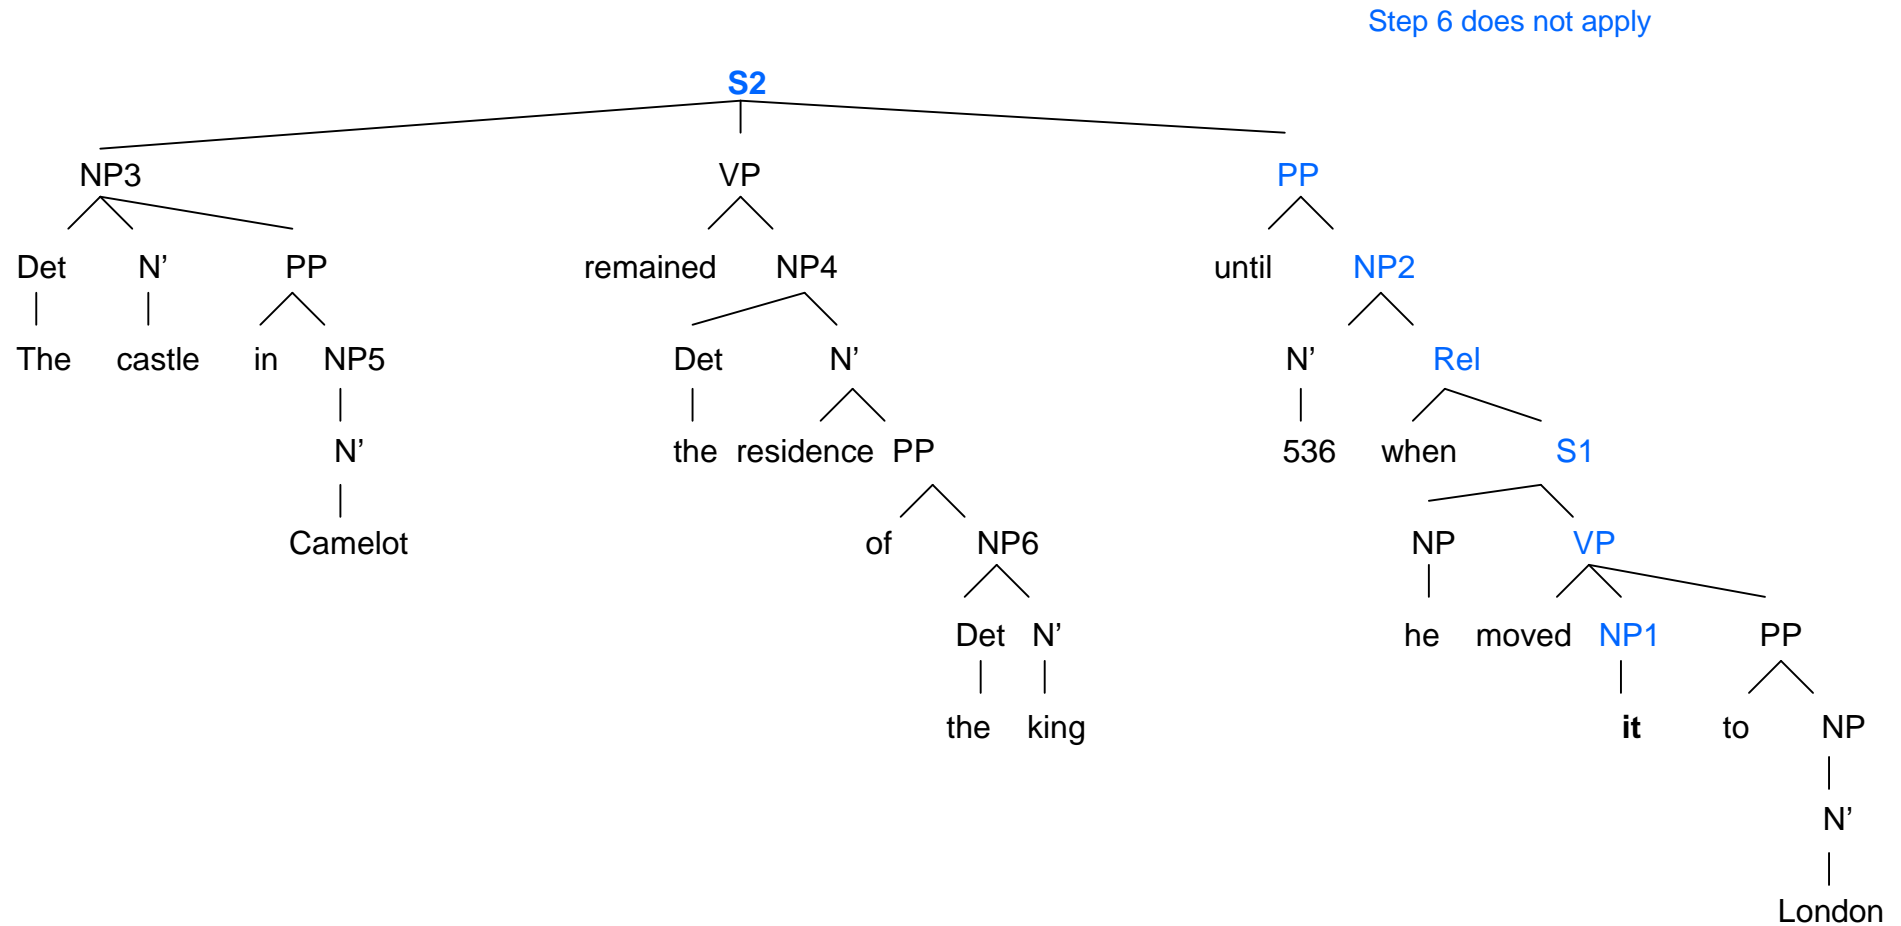 Step 6 does not apply
S2
NP3 VP PP
Det N’ PP remained NP4 until NP2
The castle in NP5 Det N’ N’ Rel
N’ the residence PP 536 when S1
Camelot of NP6 NP VP
Det N’ he moved NP1 PP
the king it to NP
N’
London